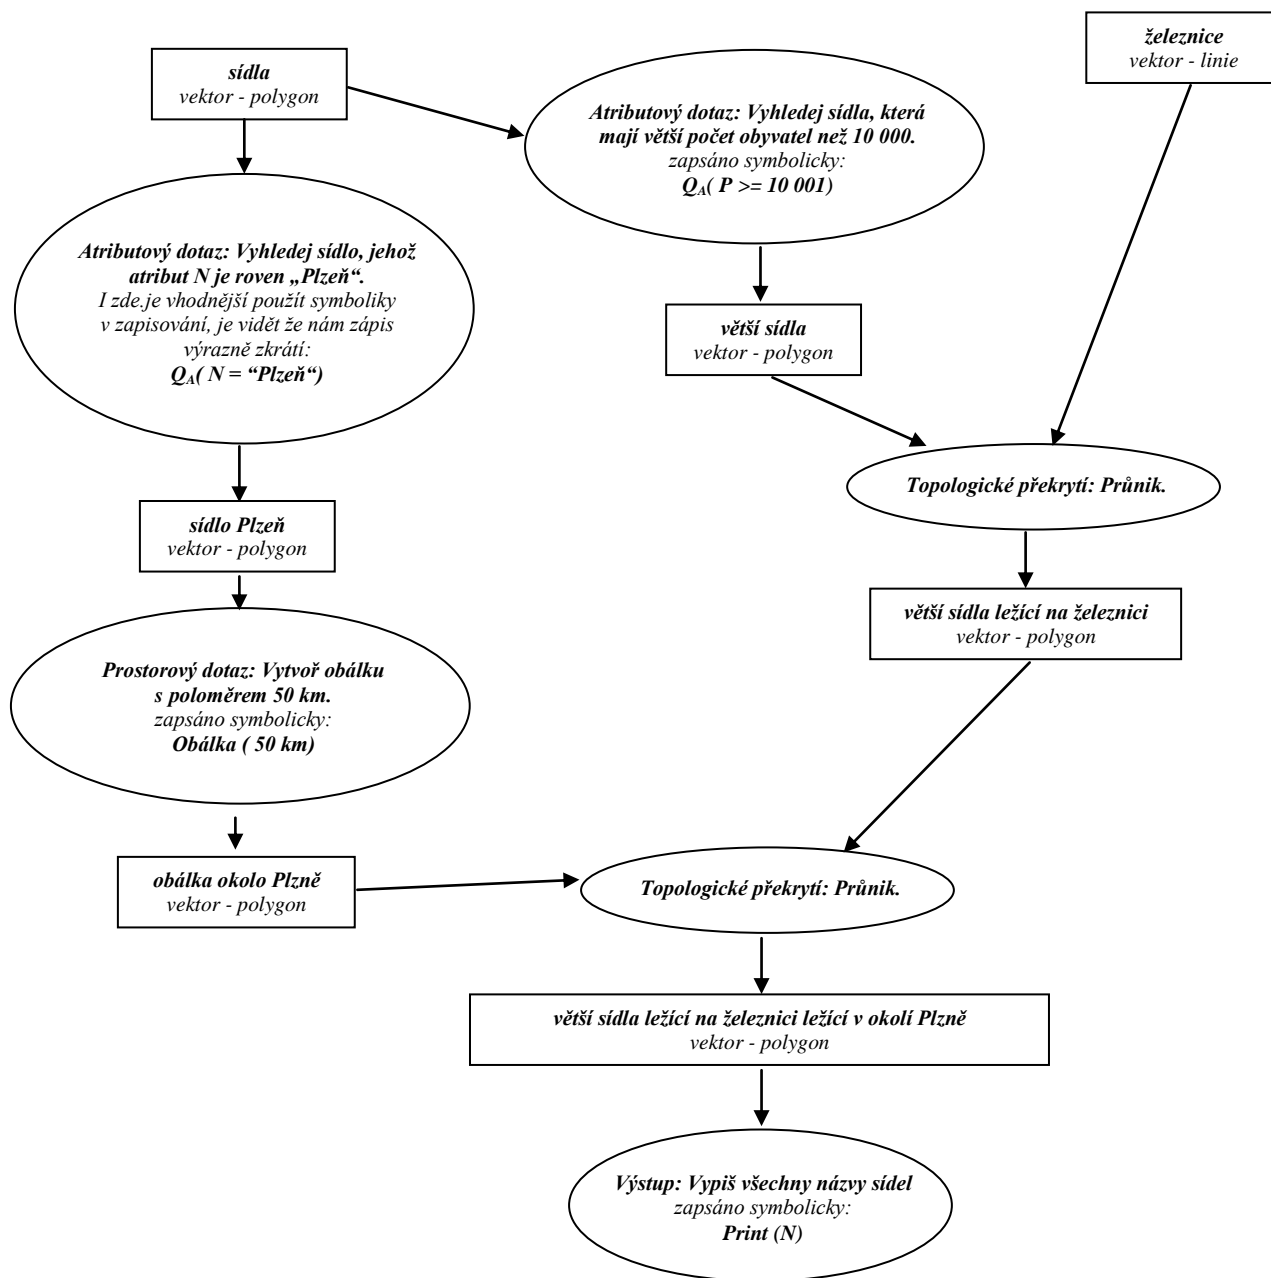 železnice
vektor - linie
sídla
vektor - polygon
Atributový dotaz: Vyhledej sídla, která
mají větší počet obyvatel než 10 000.
zapsáno symbolicky:
QA( P >= 10 001)
Atributový dotaz: Vyhledej sídlo, jehož
atribut N je roven „Plzeň“.
I zde.je vhodnější použít symboliky
v zapisování, je vidět že nám zápis
výrazně zkrátí:
QA( N = “Plzeň“)
větší sídla
vektor - polygon
Topologické překrytí: Průnik.
sídlo Plzeň
vektor - polygon
větší sídla ležící na železnici
vektor - polygon
Prostorový dotaz: Vytvoř obálku
s poloměrem 50 km.
zapsáno symbolicky:
Obálka ( 50 km)
obálka okolo Plzně
vektor - polygon
Topologické překrytí: Průnik.
větší sídla ležící na železnici ležící v okolí Plzně
vektor - polygon
Výstup: Vypiš všechny názvy sídel
zapsáno symbolicky:
Print (N)